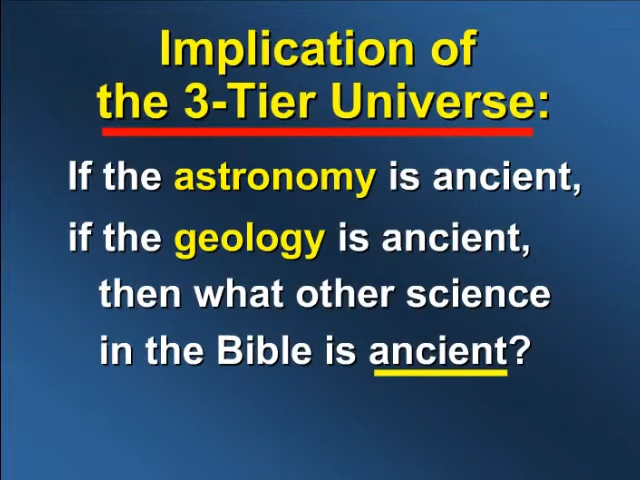 Implication of
the 3-Tier Universe:
If the astronomy is ancient,
if the geology is ancient,
then what other science
in the Bible is ancient?